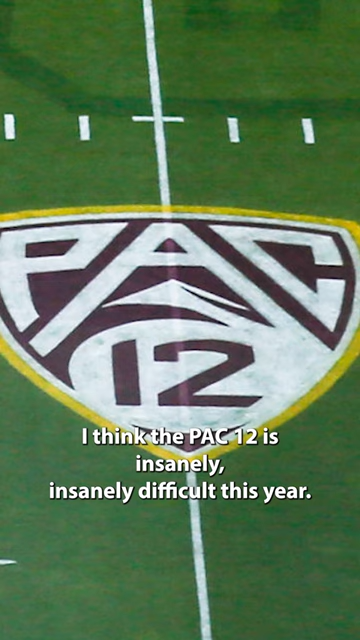 PAC
12
I think the PAC 12 is
insanely,
insanely difficult this year.